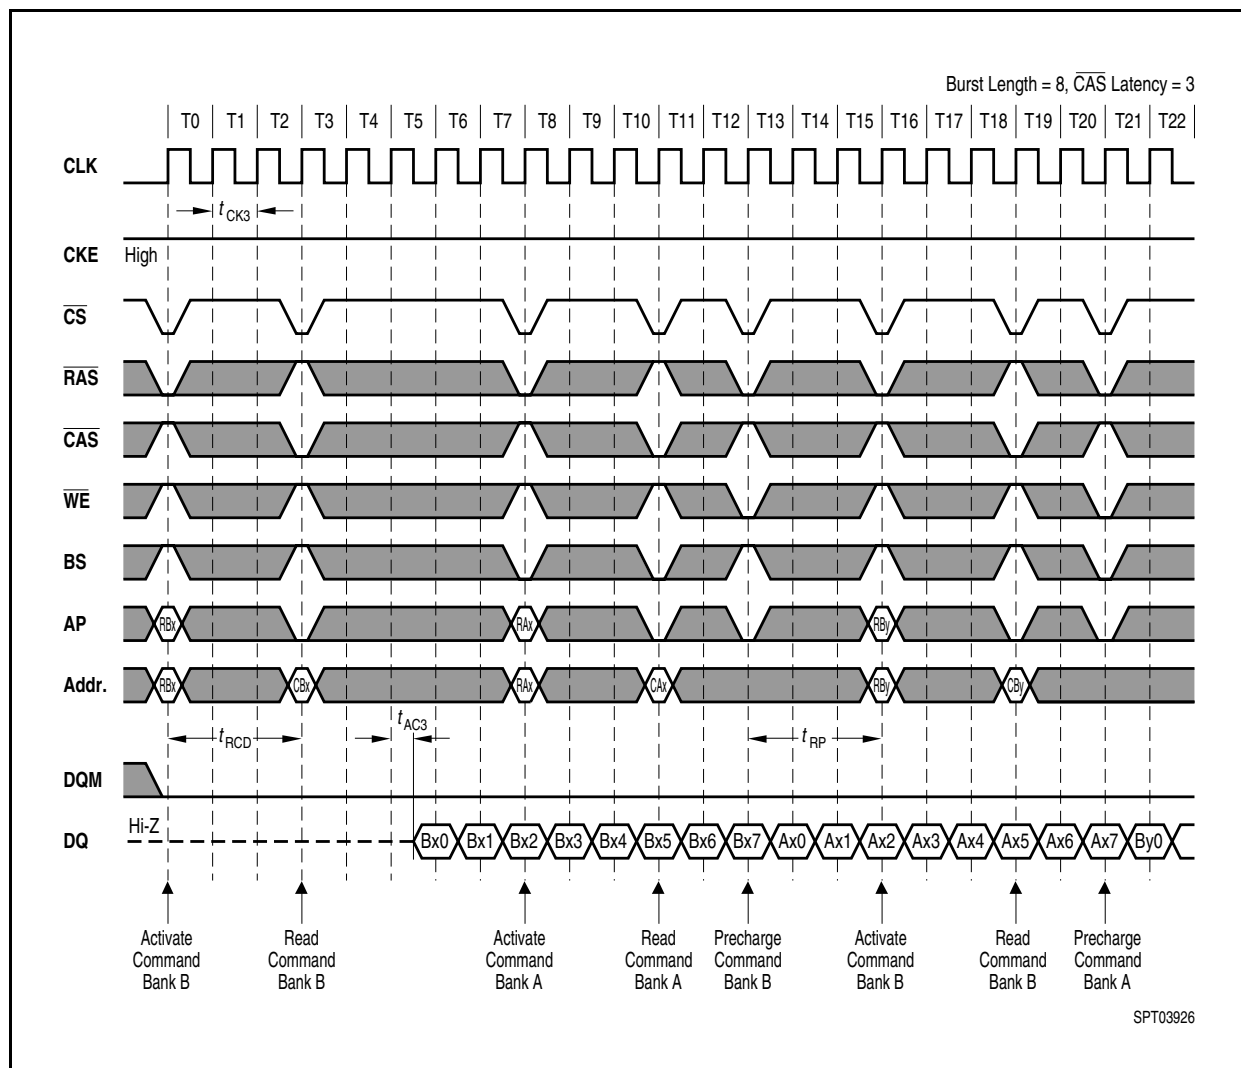 Burst Length = 8, CAS Latency = 3
T0 T1 T2 T3 T4 T5 T6 T7 T8 T9 T10 T11 T12 T13 T14 T15 T16 T17 T18 T19 T20 T21 T22
CLK
tCK3
CKE High
CS
RAS
CAS
WE
BS
AP RBx RAx RBy
Addr. RBx CBx RAx CAx RBy CBy
tAC3
tRCD tRP
DQM
Hi-Z
DQ Bx0 Bx1 Bx2 Bx3 Bx4 Bx5 Bx6 Bx7 Ax0 Ax1 Ax2 Ax3 Ax4 Ax5 Ax6 Ax7 By0
Activate Command Bank B
Read Command Bank B
Activate Command Bank A
Read Command Bank A
Precharge Command Bank B
Activate Command Bank B
Read Command Bank B
Precharge Command Bank A
SPT03926